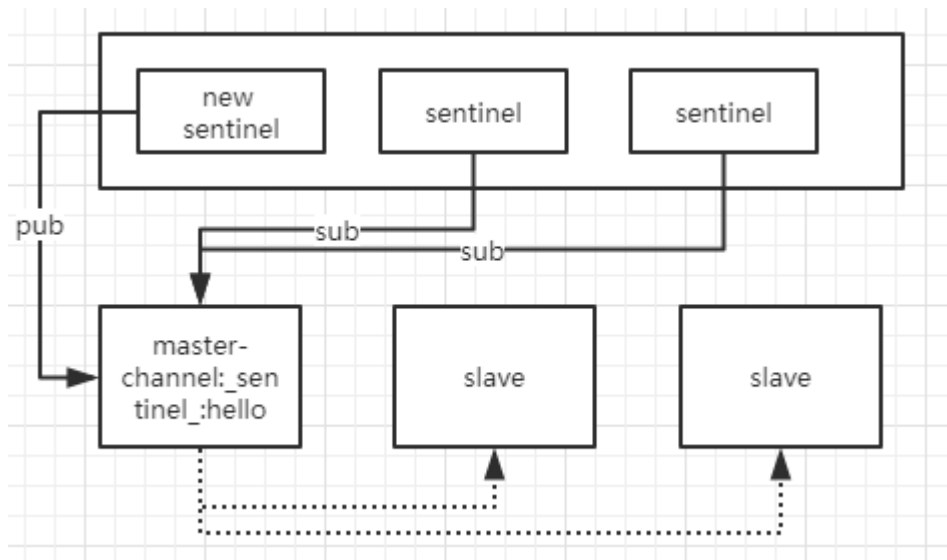 new
sentinel
sentinel
sentinel
pub
sub
sub
master-
channel:_sen
tinel_:hello
slave
slave